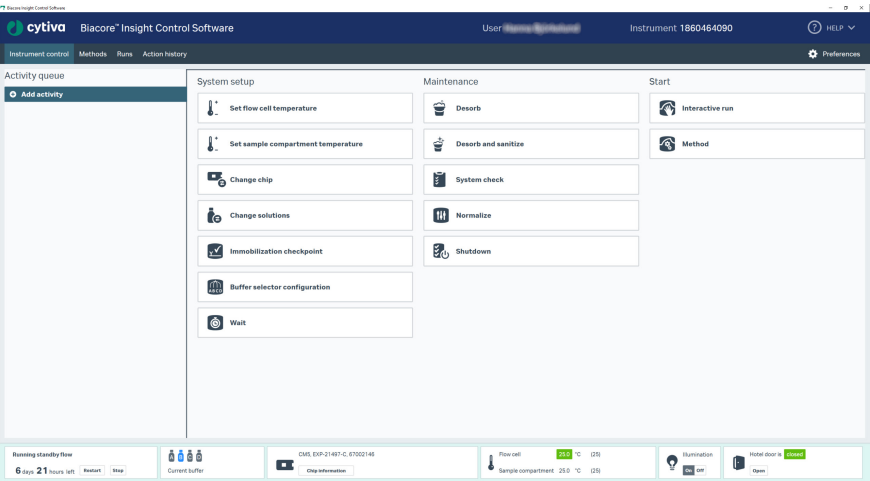 Biacore Insight Control Software
cytiva Biacore™ Insight Control Software User Instrument 1860464090 ? HELP
Instrument control Methods Runs Action history Preferences
Activity queue
Add activity
System setup
Set flow cell temperature
Set sample compartment temperature
Change chip
Change solutions
Immobilization checkpoint
ABCD
Buffer selector configuration
Wait
Maintenance
Desorb
Desorb and sanitize
System check
Normalize
Shutdown
Start
Interactive run
Method
Running standby flow
6 days 21 hours left Restart Stop
A B C D
Current buffer
CM5, EXP-21497-C, 67002148
Chip information
Flow cell 25.0 °C (25)
Sample compartment 25.0 °C (25)
Illumination
On Off
Hotel door is closed
Open